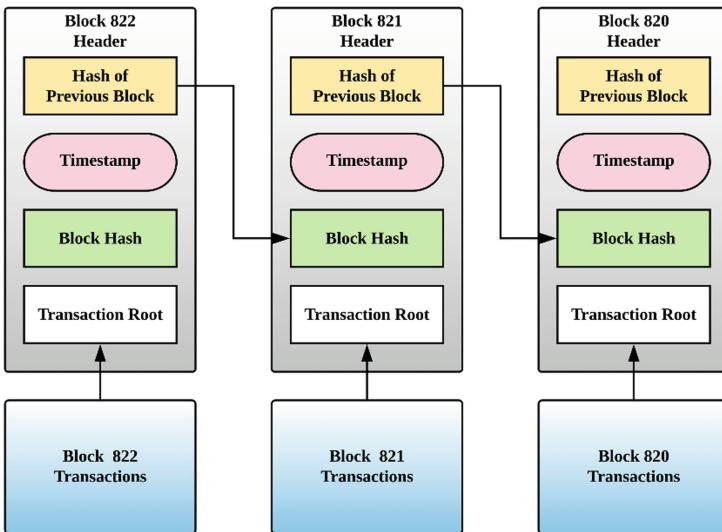 Block 822
Header
Hash of
Previous Block
Timestamp
Block Hash
Transaction Root
Block 822
Transactions
Block 821
Header
Hash of
Previous Block
Timestamp
Block Hash
Transaction Root
Block 821
Transactions
Block 820
Header
Hash of
Previous Block
Timestamp
Block Hash
Transaction Root
Block 820
Transactions